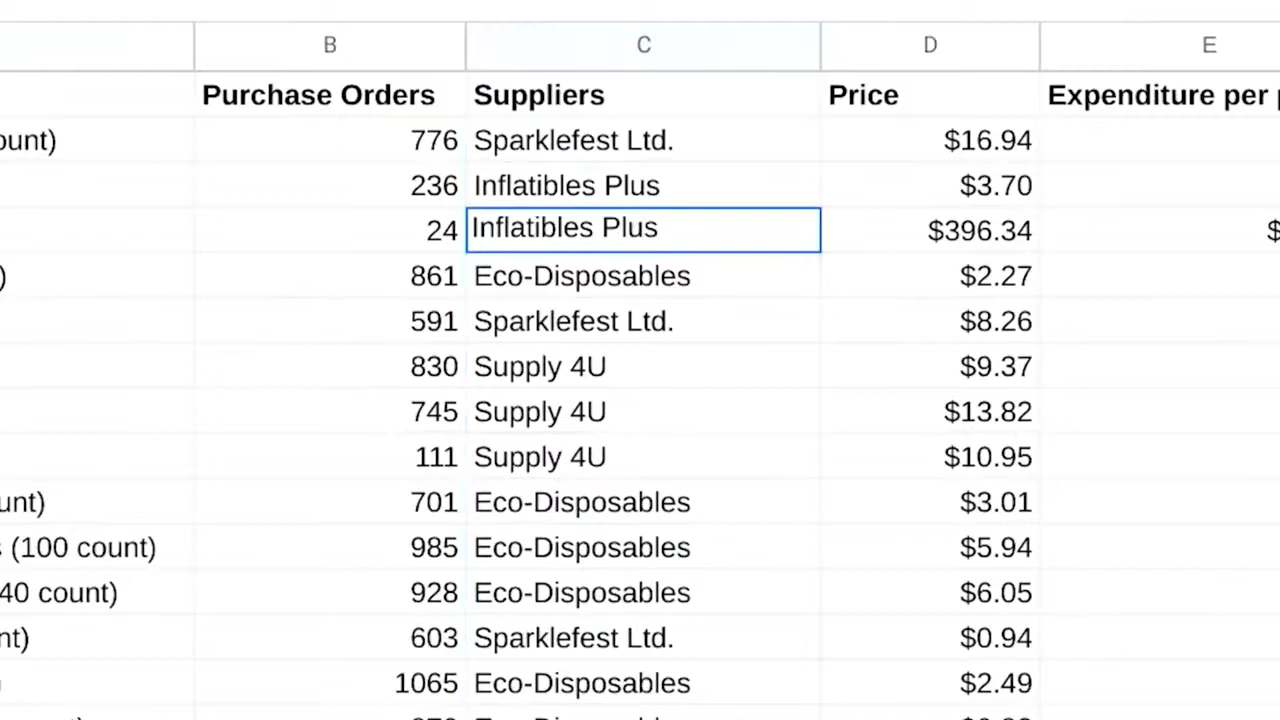 B C D E
Purchase Orders Suppliers Price Expenditure per
ount) 776 Sparklefest Ltd. $16.94
236 Inflatibles Plus $3.70
24 Inflatibles Plus $396.34 $
) 861 Eco-Disposables $2.27
591 Sparklefest Ltd. $8.26
830 Supply 4U $9.37
745 Supply 4U $13.82
111 Supply 4U $10.95
unt) 701 Eco-Disposables $3.01
(100 count) 985 Eco-Disposables $5.94
40 count) 928 Eco-Disposables $6.05
nt) 603 Sparklefest Ltd. $0.94
1065 Eco-Disposables $2.49